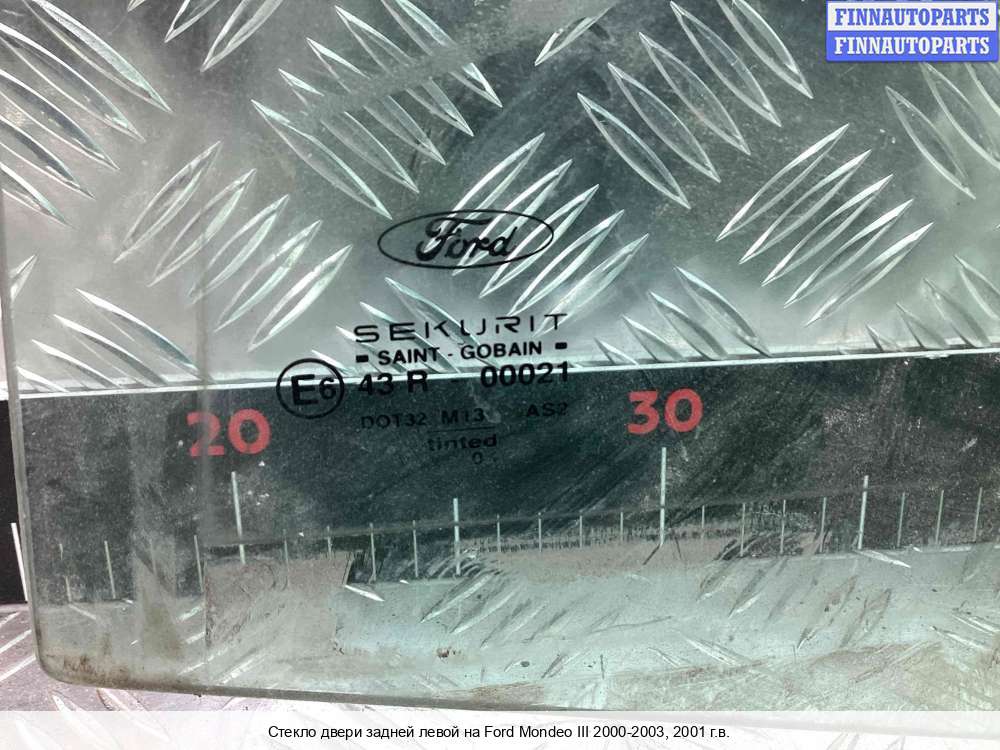 FINNAUTOPARTS
FINNAUTOPARTS
Ford
SEKURIT
SAINT - GOBAIN
E6 43 R - 00021
20 30
DOT32 M13 AS2
tinted
0
Стекло двери задней левой на Ford Mondeo III 2000-2003, 2001 г.в.